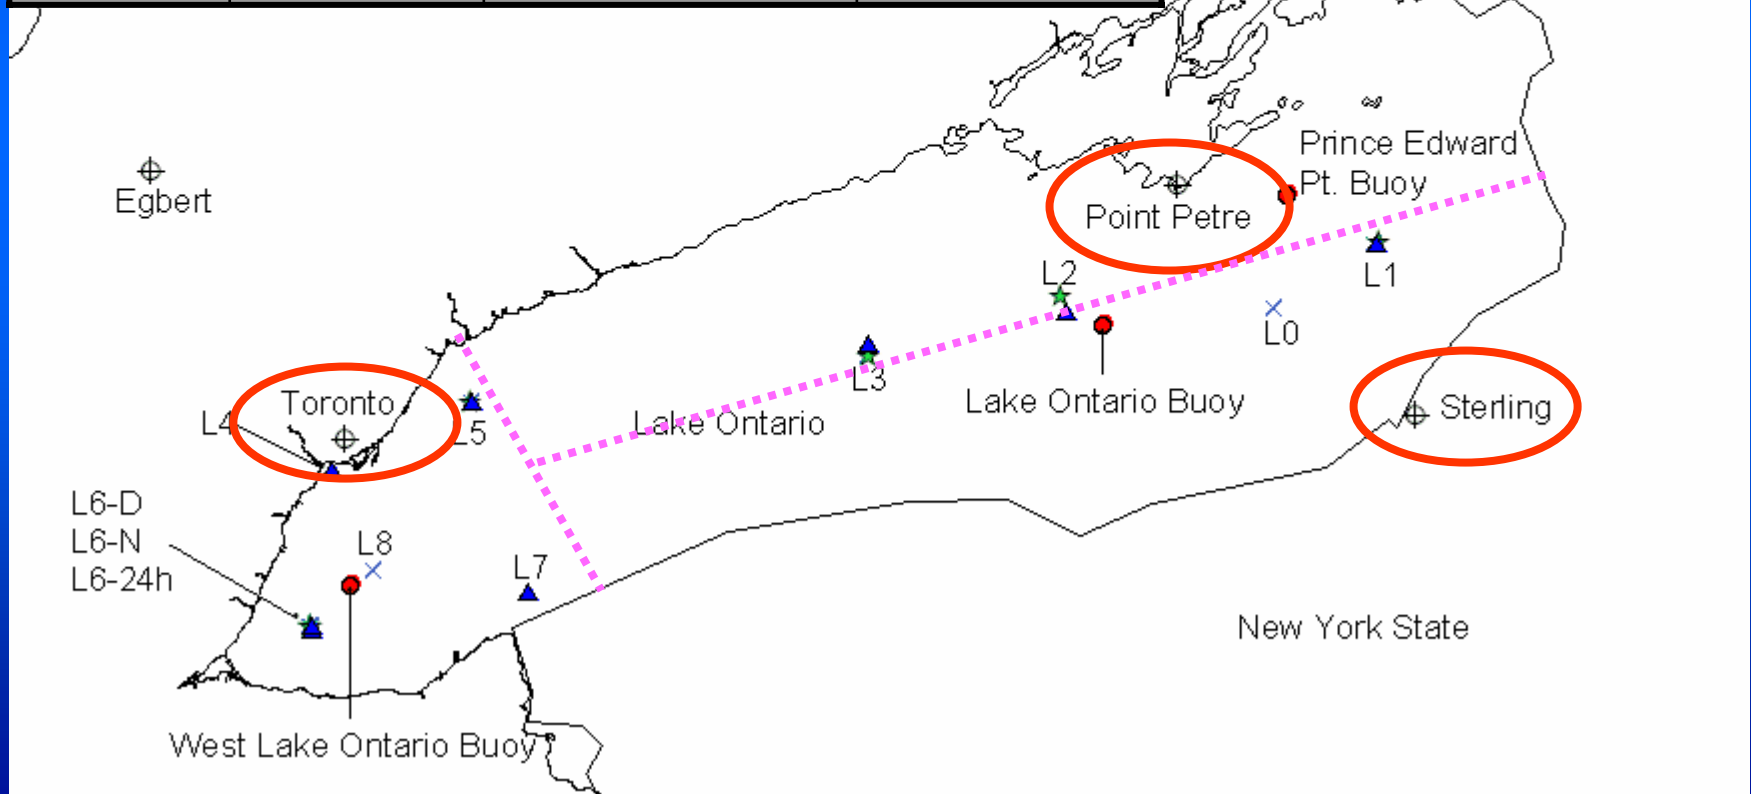 Prince Edward
Pt. Buoy
Egbert
Point Petre
L2
L1
L0
L3
Lake Ontario Buoy
Toronto
Sterling
L4
L5
Lake Ontario
L6-D
L6-N
L6-24h
L8
L7
New York State
West Lake Ontario Buoy